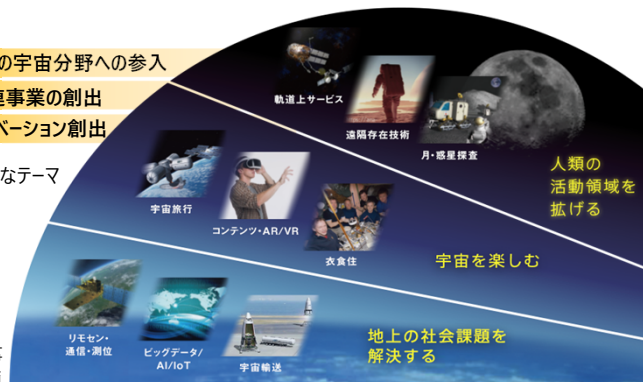 の宇宙分野への参入
事業の創出
ベーション創出
なテーマ
軌道上サービス
遠隔存在技術
月・惑星探査
人類の
活動領域を
拡げる
宇宙旅行
コンテンツ・AR/VR
衣食住
宇宙を楽しむ
リモセン・
通信・測位
ビッグデータ/
AI/IoT
宇宙輸送
地上の社会課題を
解決する